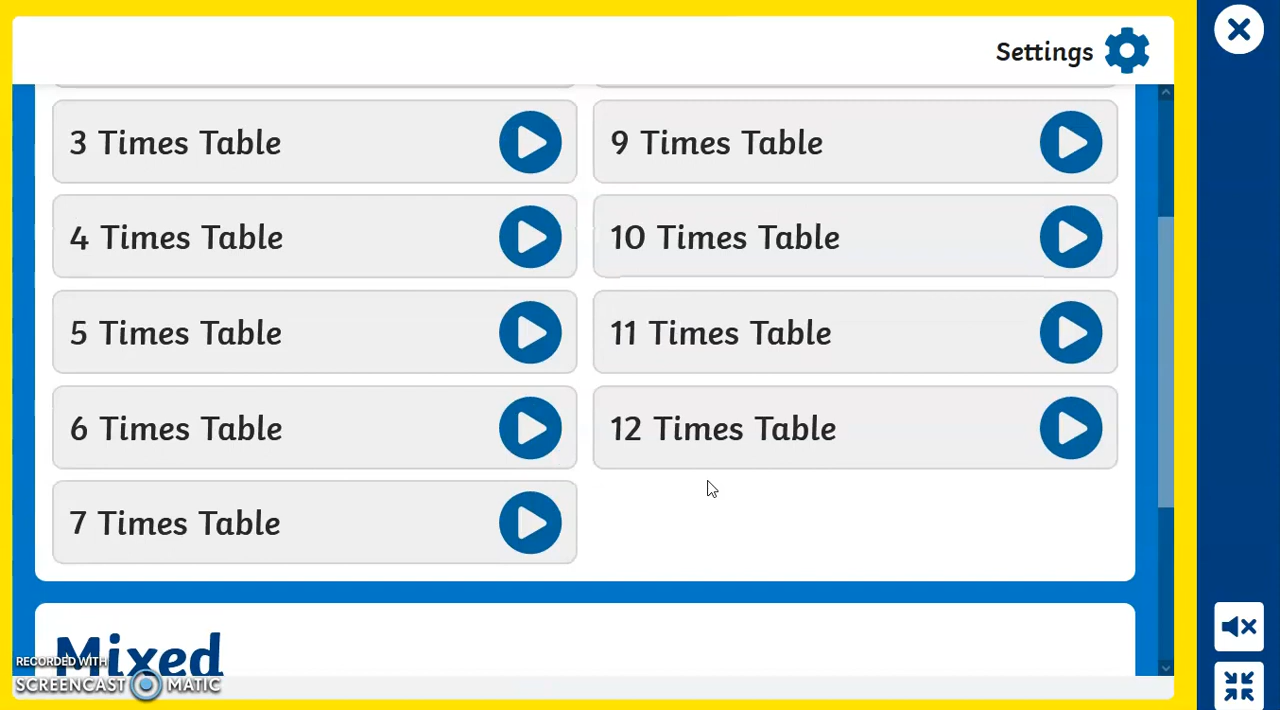 Settings
3 Times Table
9 Times Table
4 Times Table
10 Times Table
5 Times Table
11 Times Table
6 Times Table
12 Times Table
7 Times Table
Mixed
RECORDED WITH
SCREENCAST MATIC